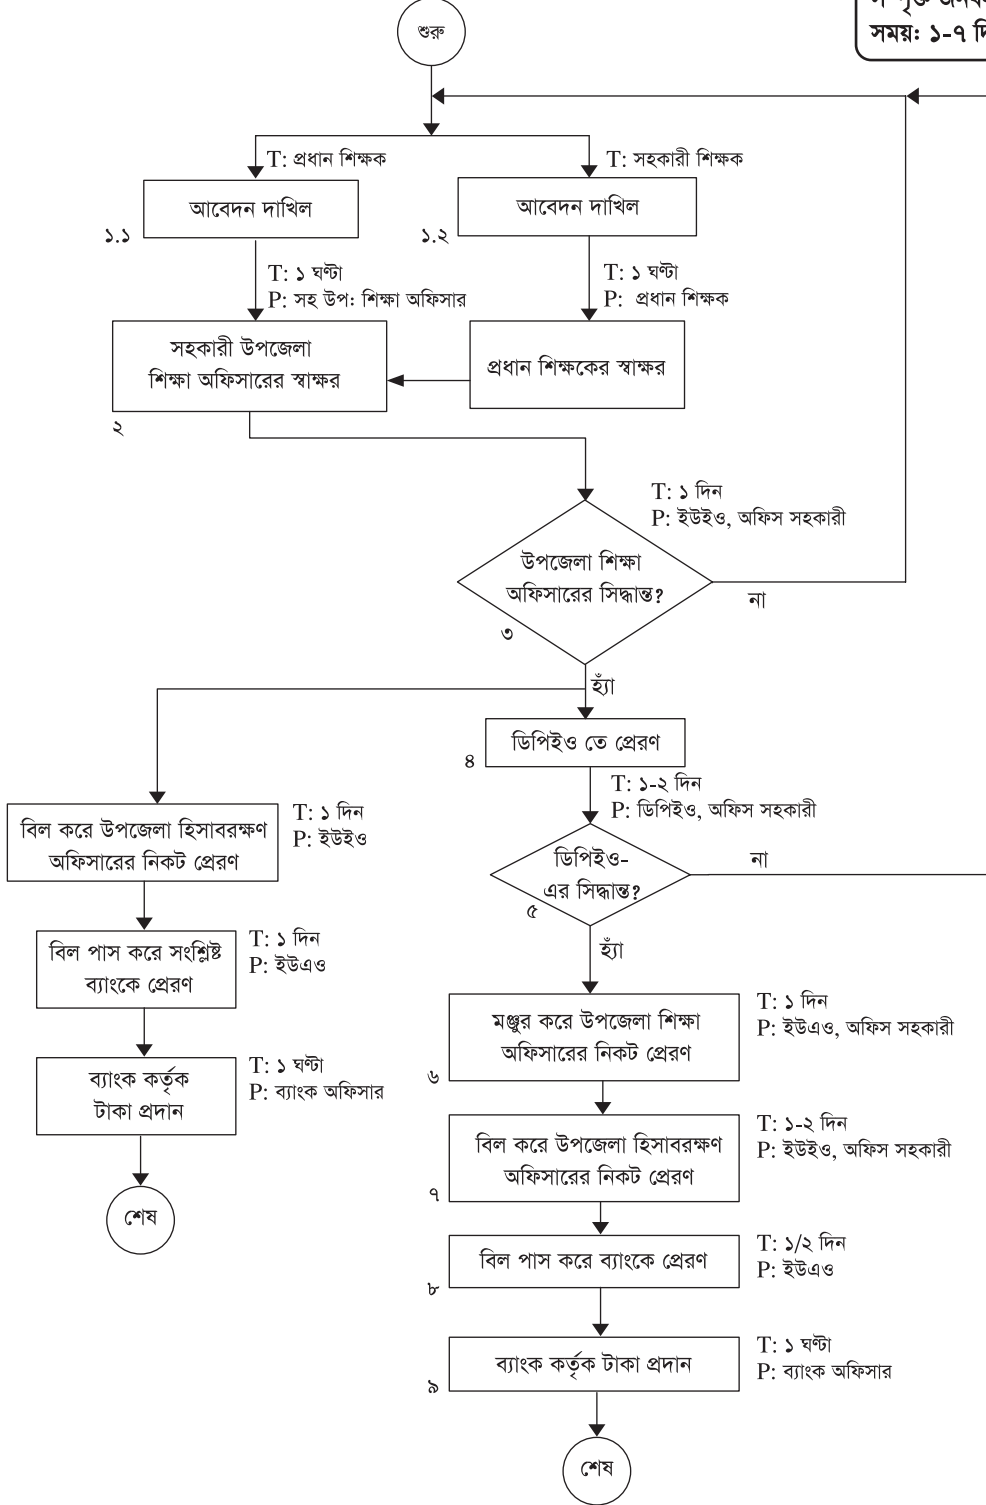 শুরু
সময়: ১-৭
T: প্রধান শিক্ষক
T: সহকারী শিক্ষক
আবেদন দাখিল
১.১
আবেদন দাখিল
১.২
T: ১ ঘণ্টা
P: সহ উপ: শিক্ষা অফিসার
T: ১ ঘণ্টা
P: প্রধান শিক্ষক
সহকারী উপজেলা
শিক্ষা অফিসারের স্বাক্ষর
২
প্রধান শিক্ষকের স্বাক্ষর
T: ১ দিন
P: ইউইও, অফিস সহকারী
উপজেলা শিক্ষা
অফিসারের সিদ্ধান্ত?
৩
না
হ্যাঁ
ডিপিইও তে প্রেরণ
৪
T: ১-২ দিন
P: ডিপিইও, অফিস সহকারী
বিল করে উপজেলা হিসাবরক্ষণ
অফিসারের নিকট প্রেরণ
T: ১ দিন
P: ইউইও
ডিপিইও-
এর সিদ্ধান্ত?
৫
না
হ্যাঁ
বিল পাস করে সংশ্লিষ্ট
ব্যাংকে প্রেরণ
T: ১ দিন
P: ইউএও
মঞ্জুর করে উপজেলা শিক্ষা
অফিসারের নিকট প্রেরণ
৬
T: ১ দিন
P: ইউএও, অফিস সহকারী
ব্যাংক কর্তৃক
টাকা প্রদান
T: ১ ঘণ্টা
P: ব্যাংক অফিসার
বিল করে উপজেলা হিসাবরক্ষণ
অফিসারের নিকট প্রেরণ
৭
T: ১-২ দিন
P: ইউইও, অফিস সহকারী
শেষ
বিল পাস করে ব্যাংকে প্রেরণ
৮
T: ১/২ দিন
P: ইউএও
ব্যাংক কর্তৃক টাকা প্রদান
৯
T: ১ ঘণ্টা
P: ব্যাংক অফিসার
শেষ